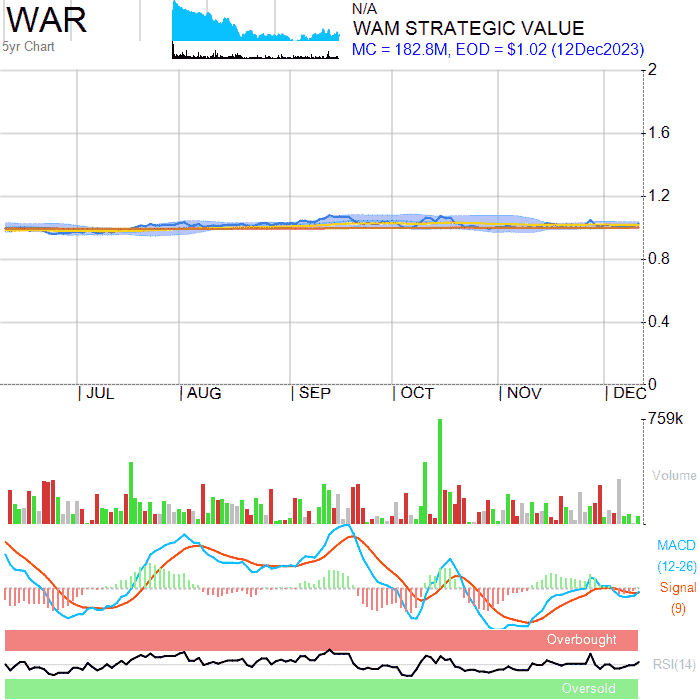 WAR
5yr Chart
N/A
WAM STRATEGIC VALUE
MC = 182.8M, EOD = $1.02 (12Dec2023)
2
1.6
1.2
0.8
0.4
0
JUL
AUG
SEP
OCT
NOV
DEC
759k
Volume
MACD
(12-26)
Signal
(9)
Overbought
RSI(14)
Oversold